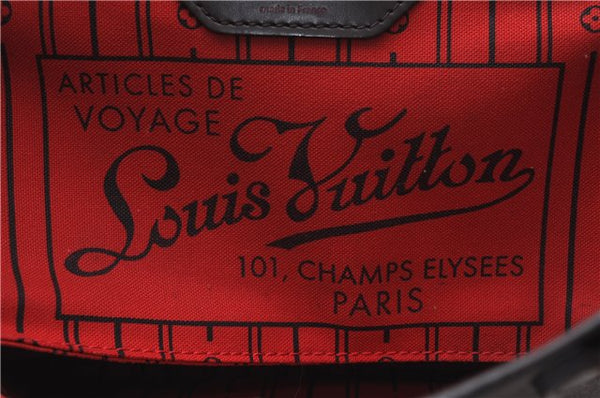 made in France
ARTICLES DE
VOYAGE
Louis Vuitton
101, CHAMPS ELYSEES
PARIS